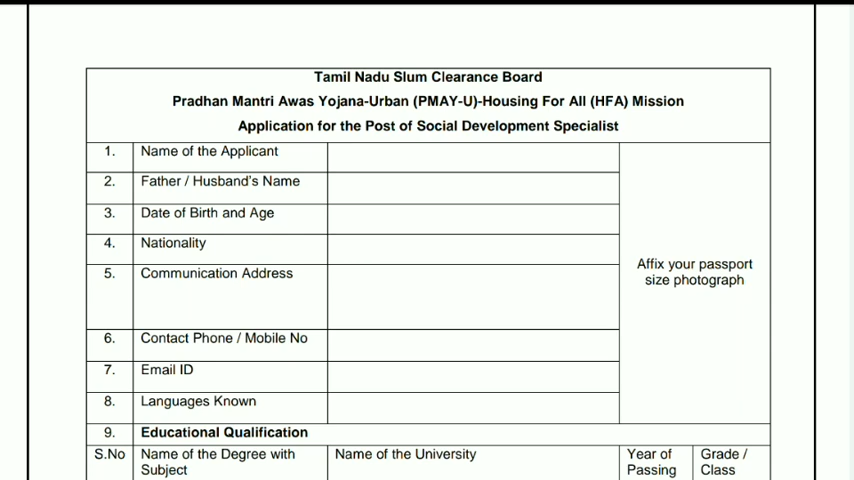 Tamil Nadu Slum Clearance Board
Pradhan Mantri Awas Yojana-Urban (PMAY-U)-Housing For All (HFA) Mission
Application for the Post of Social Development Specialist
1. Name of the Applicant
2. Father / Husband's Name
3. Date of Birth and Age
4. Nationality
5. Communication Address
Affix your passport
size photograph
6. Contact Phone / Mobile No
7. Email ID
8. Languages Known
9. Educational Qualification
S.No Name of the Degree with Name of the University Year of Grade /
Subject Passing Class